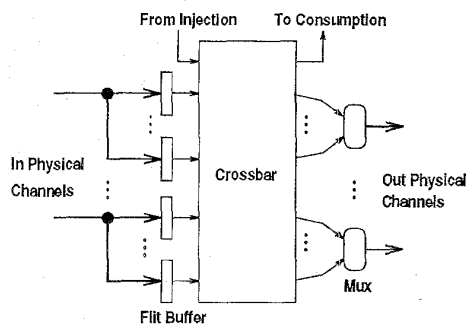 From Injection
To Consumption
In Physical
Channels
Crossbar
Out Physical
Channels
Mux
Flit Buffer